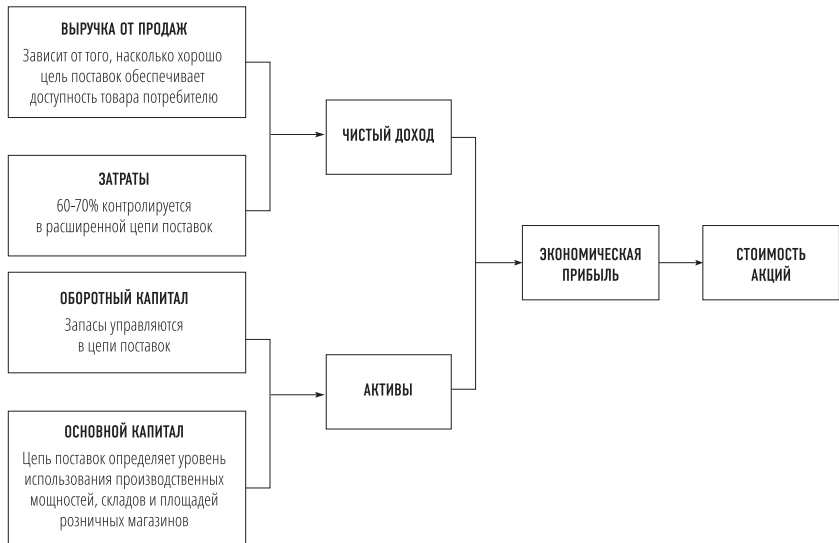 ВЫРУЧКА ОТ ПРОДАЖ
Зависит от того, насколько хорошо
цель поставок обеспечивает
доступность товара потребителю
ЧИСТЫЙ ДОХОД
ЗАТРАТЫ
60-70% контролируется
в расширенной цепи поставок
ЭКОНОМИЧЕСКАЯ
ПРИБЫЛЬ
СТОИМОСТЬ
АКЦИЙ
ОБОРОТНЫЙ КАПИТАЛ
Запасы управляются
в цепи поставок
АКТИВЫ
ОСНОВНОЙ КАПИТАЛ
Цепь поставок определяет уровень
использования производственных
мощностей, складов и площадей
розничных магазинов